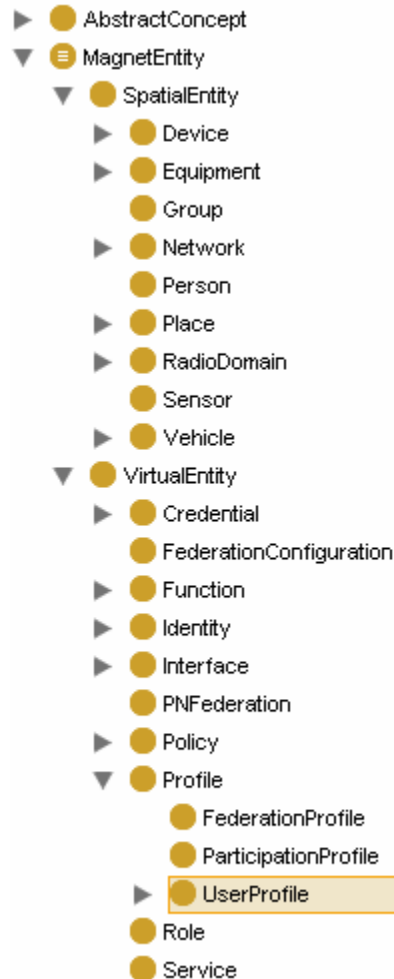 AbstractConcept
MagnetEntity
SpatialEntity
Device
Equipment
Group
Network
Person
Place
RadioDomain
Sensor
Vehicle
VirtualEntity
Credential
FederationConfiguration
Function
Identity
Interface
PNFederation
Policy
Profile
FederationProfile
ParticipationProfile
UserProfile
Role
Service